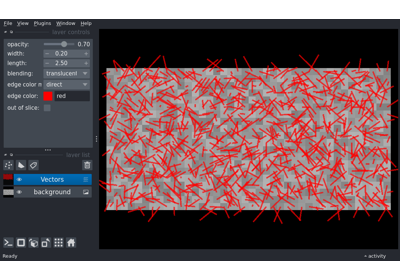 File View Plugins Window Help
layer controls
opacity: 0.70
width: 0.20
length: 2.50
blending: translucent
edge color m direct
edge color: red
out of slice:
layer list
Vectors
background
Ready
activity